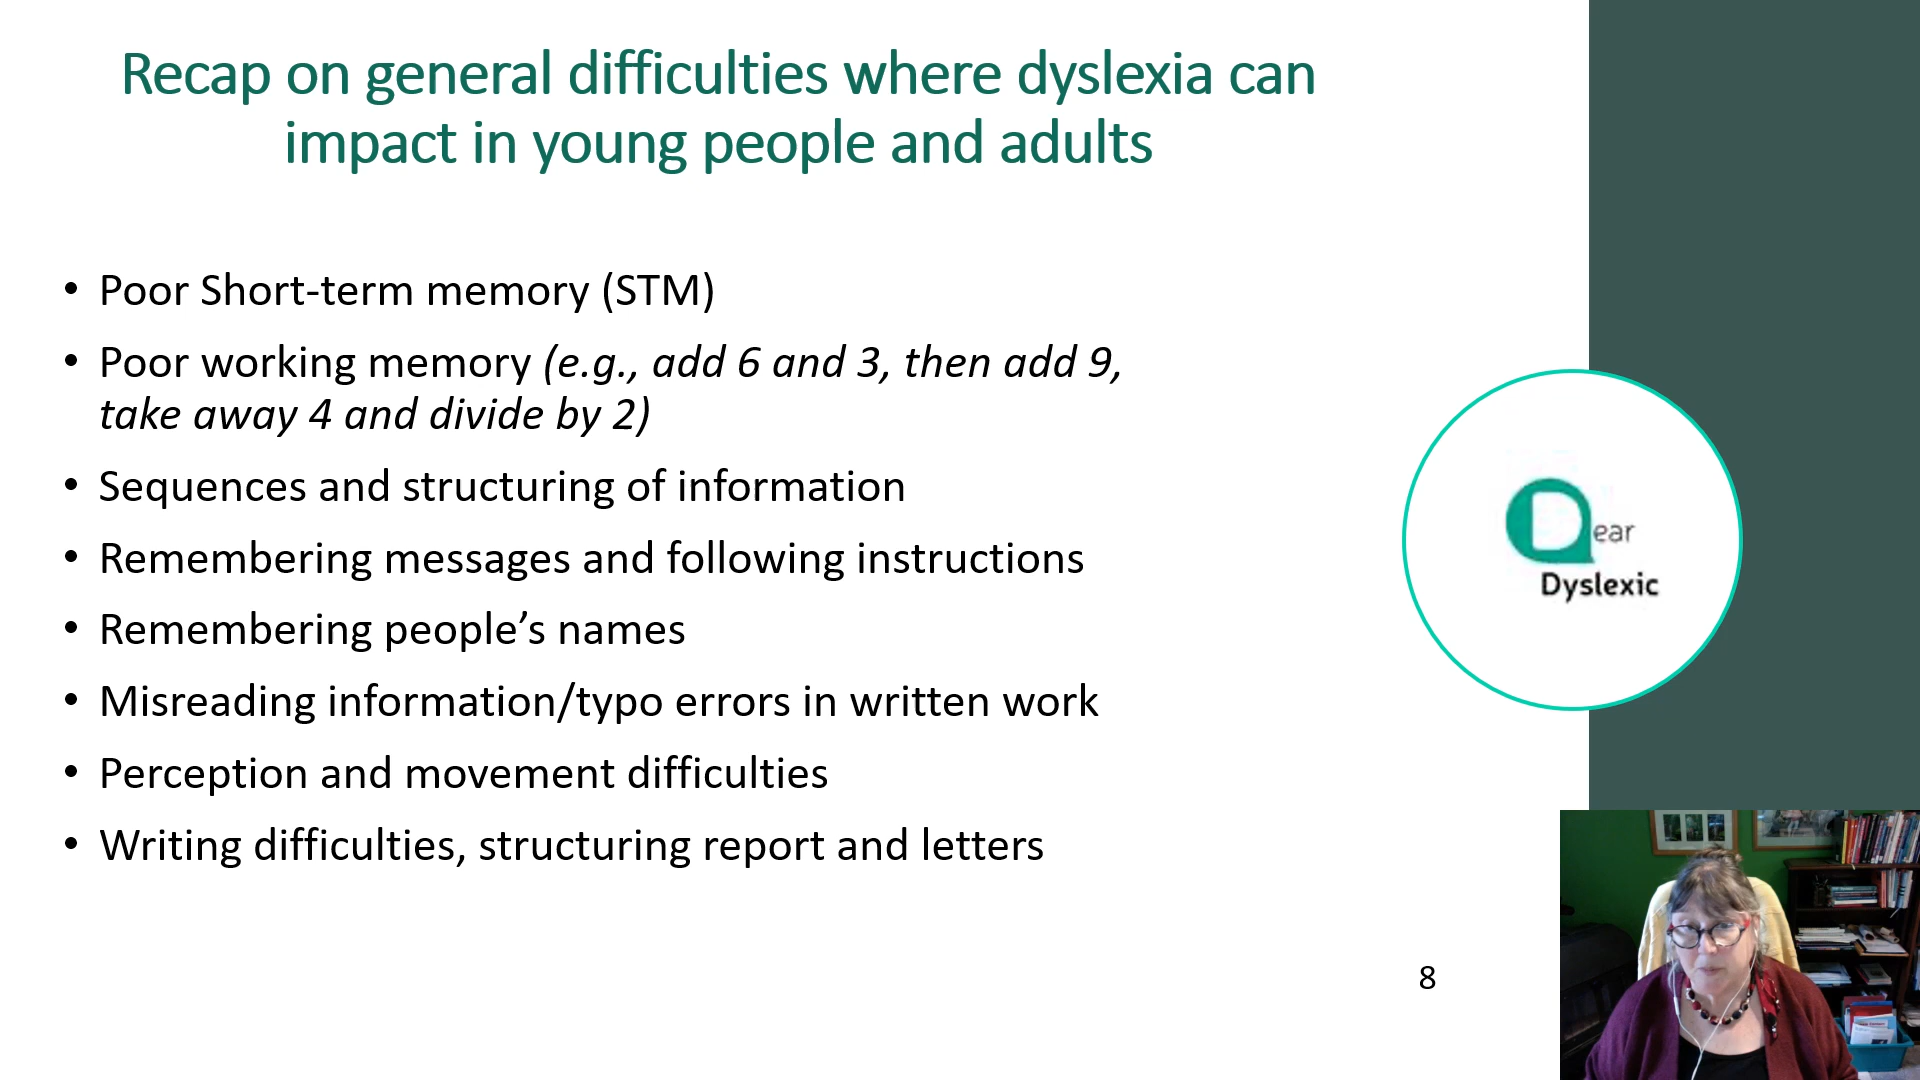 Recap on general difficulties where dyslexia can
impact in young people and adults
• Poor Short-term memory (STM)
• Poor working memory (e.g., add 6 and 3, then add 9,
take away 4 and divide by 2)
• Sequences and structuring of information
• Remembering messages and following instructions
• Remembering people’s names
• Misreading information/typo errors in written work
• Perception and movement difficulties
• Writing difficulties, structuring report and letters
Dear
Dyslexic
8